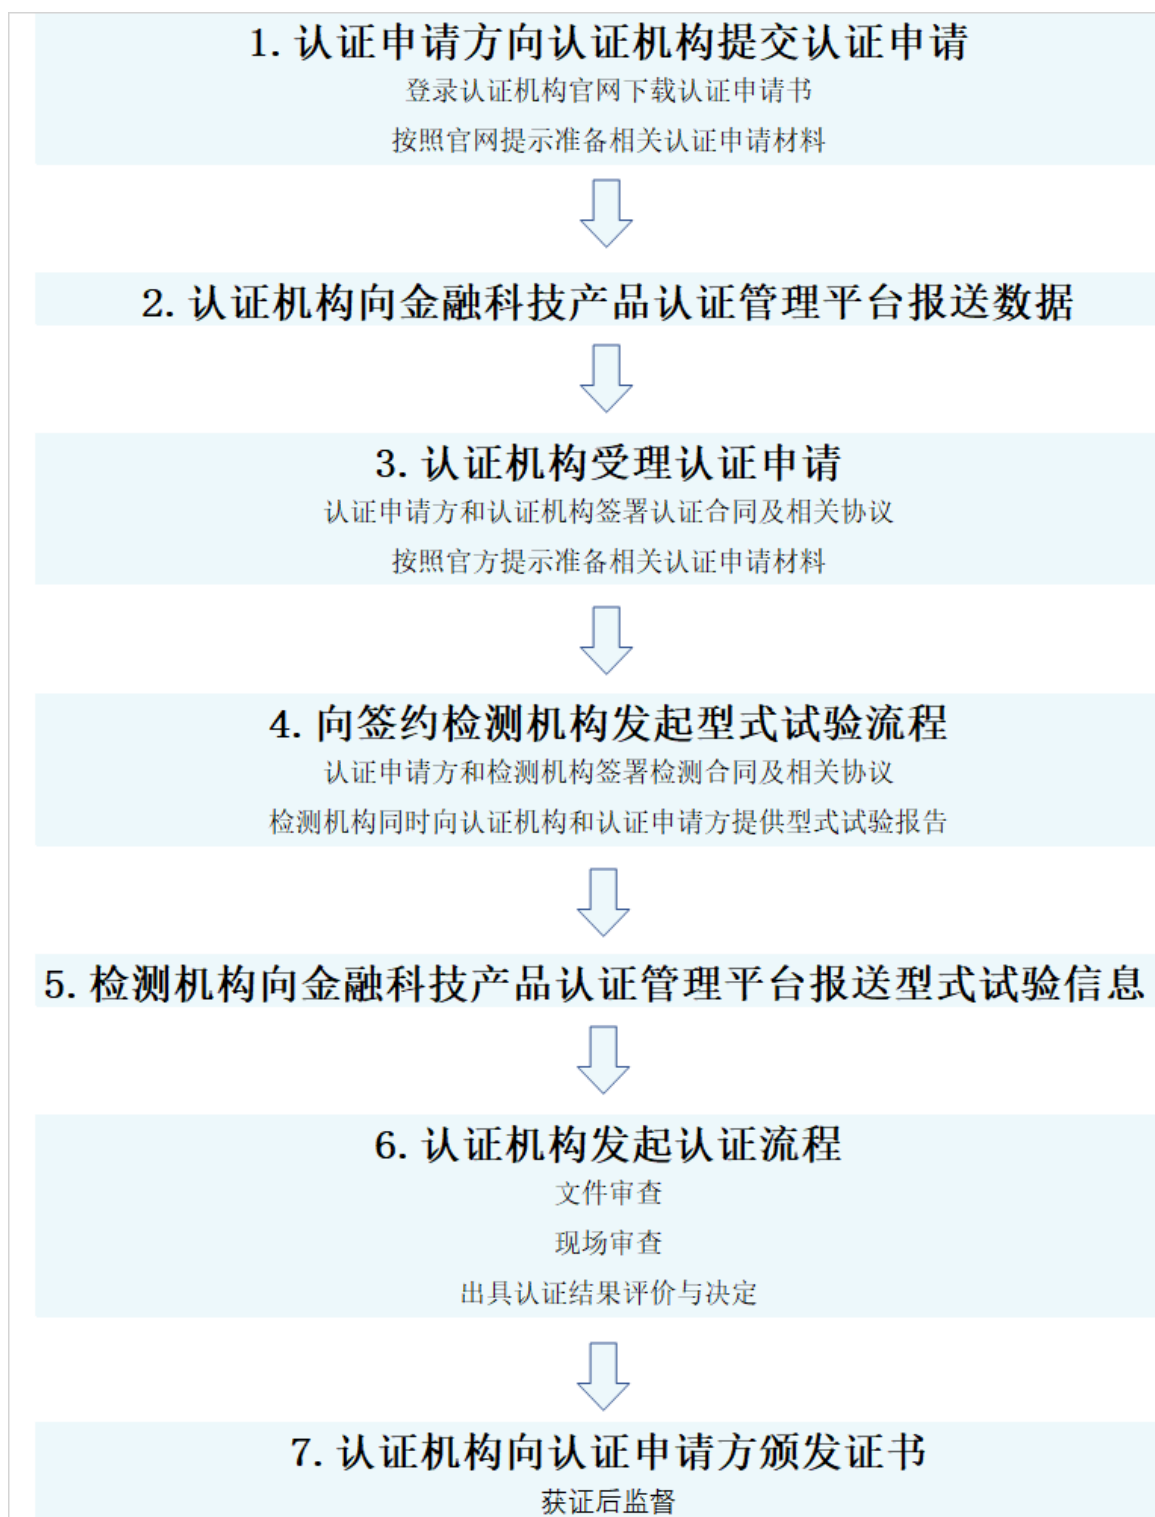 1. 认证申请方向认证机构提交认证申请
登录认证机构官网下载认证申请书
按照官网提示准备相关认证申请材料
2. 认证机构向金融科技产品认证管理平台报送数据
3. 认证机构受理认证申请
认证申请方和认证机构签署认证合同及相关协议
按照官方提示准备相关认证申请材料
4. 向签约检测机构发起型式试验流程
认证申请方和检测机构签署检测合同及相关协议
检测机构同时向认证机构和认证申请方提供型式试验报告
5. 检测机构向金融科技产品认证管理平台报送型式试验信息
6. 认证机构发起认证流程
文件审查
现场审查
出具认证结果评价与决定
7. 认证机构向认证申请方颁发证书
获证后监督